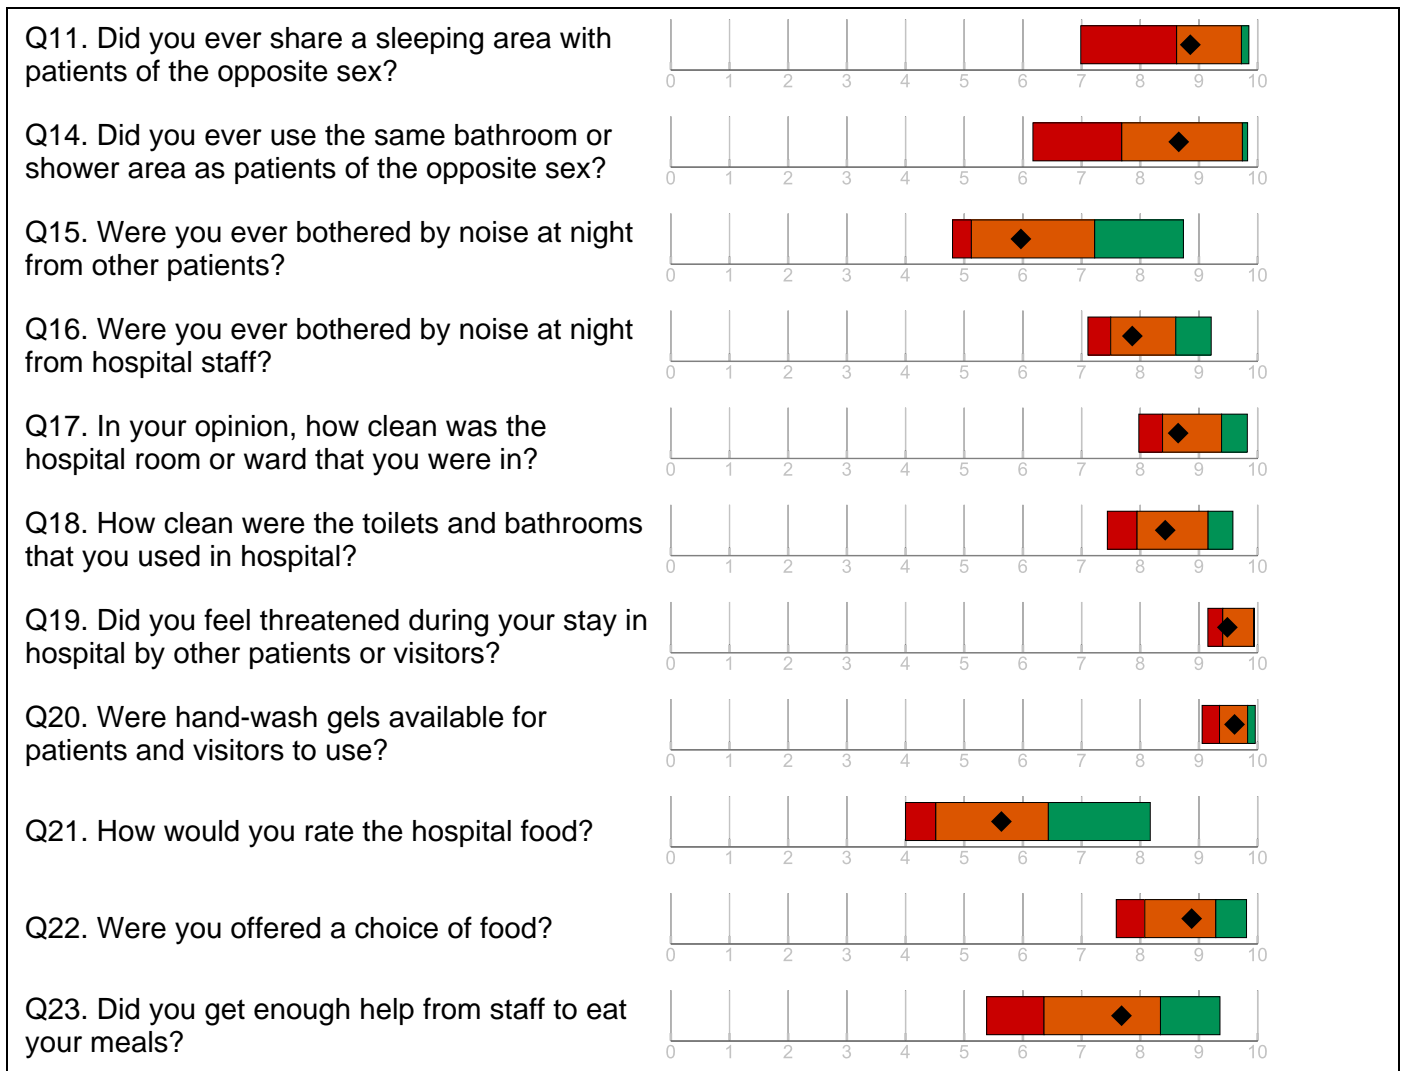 Q11. Did you ever share a sleeping area with
patients of the opposite sex?
0 1 2 3 4 5 6 7 8 9 10
Q14. Did you ever use the same bathroom or
shower area as patients of the opposite sex?
0 1 2 3 4 5 6 7 8 9 10
Q15. Were you ever bothered by noise at night
from other patients?
0 1 2 3 4 5 6 7 8 9 10
Q16. Were you ever bothered by noise at night
from hospital staff?
0 1 2 3 4 5 6 7 8 9 10
Q17. In your opinion, how clean was the
hospital room or ward that you were in?
0 1 2 3 4 5 6 7 8 9 10
Q18. How clean were the toilets and bathrooms
that you used in hospital?
0 1 2 3 4 5 6 7 8 9 10
Q19. Did you feel threatened during your stay in
hospital by other patients or visitors?
0 1 2 3 4 5 6 7 8 9 10
Q20. Were hand-wash gels available for
patients and visitors to use?
0 1 2 3 4 5 6 7 8 9 10
Q21. How would you rate the hospital food?
0 1 2 3 4 5 6 7 8 9 10
Q22. Were you offered a choice of food?
0 1 2 3 4 5 6 7 8 9 10
Q23. Did you get enough help from staff to eat
your meals?
0 1 2 3 4 5 6 7 8 9 10